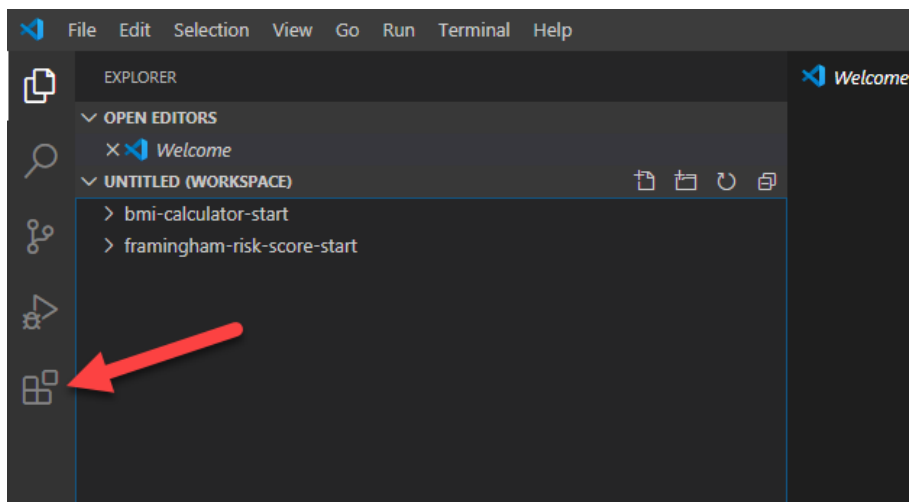 File Edit Selection View Go Run Terminal Help
EXPLORER
Welcome
OPEN EDITORS
Welcome
UNTITLED (WORKSPACE)
bmi-calculator-start
framingham-risk-score-start